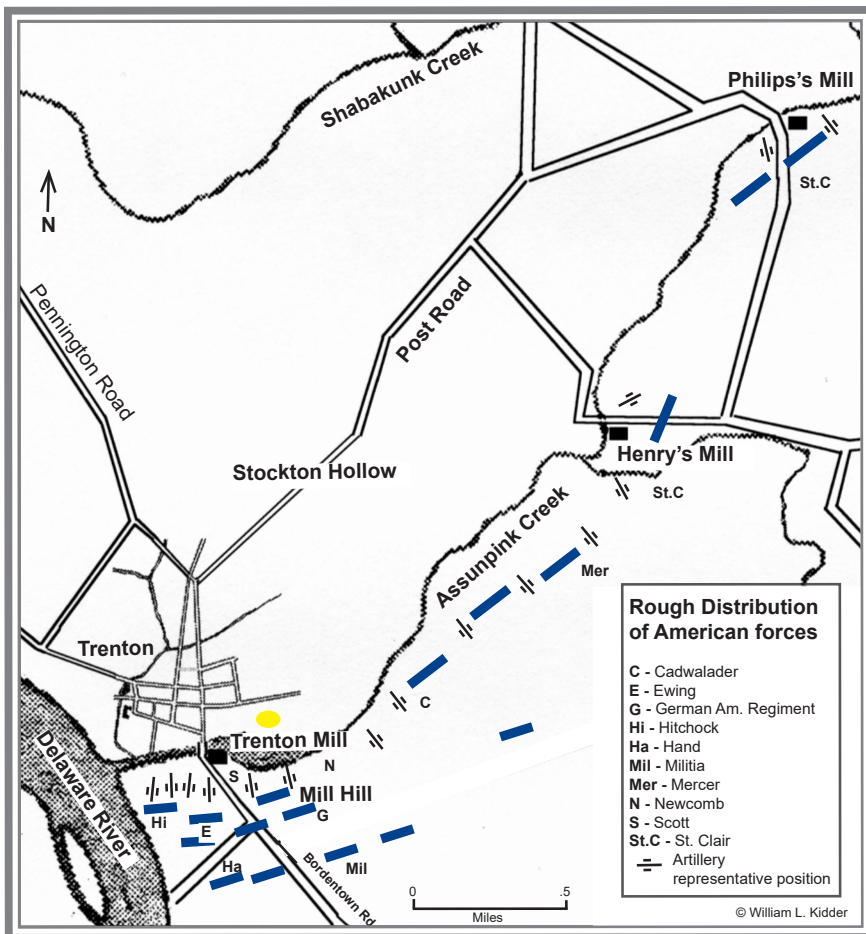 Shabakunk Creek
Philips's Mill
St.C
N
Pennington Road
Post Road
Stockton Hollow
Henry's Mill
St.C
Assunpink Creek
Mer
Trenton
C
Trenton Mill
N
S
Delaware River
Mill Hill
Hi
E
G
Ha
Mil
Bordentown Rd
0
.5
Miles
Rough Distribution
of American forces
C - Cadwalader
E - Ewing
G - German Am. Regiment
Hi - Hitchock
Ha - Hand
Mil - Militia
Mer - Mercer
N - Newcomb
S - Scott
St.C - St. Clair
Artillery
representative position
© William L. Kidder